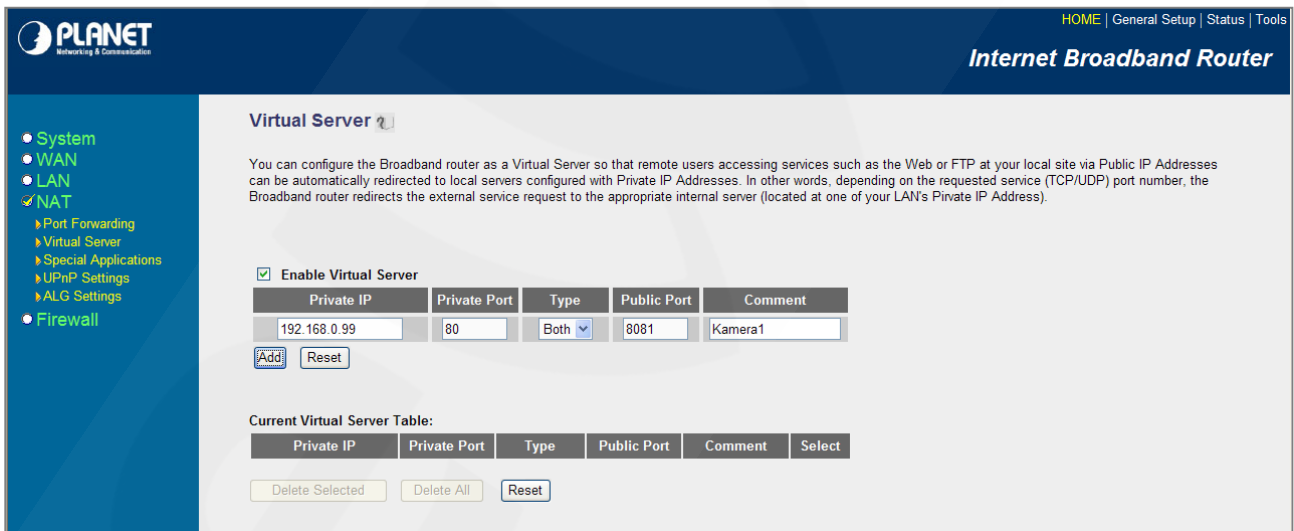 PLANET
Networking & Communication
HOME | General Setup | Status | Tools
Internet Broadband Router
System
WAN
LAN
NAT
Port Forwarding
Virtual Server
Special Applications
UPnP Settings
ALG Settings
Firewall
Virtual Server
You can configure the Broadband router as a Virtual Server so that remote users accessing services such as the Web or FTP at your local site via Public IP Addresses
can be automatically redirected to local servers configured with Private IP Addresses. In other words, depending on the requested service (TCP/UDP) port number, the
Broadband router redirects the external service request to the appropriate internal server (located at one of your LAN's Private IP Address).
Enable Virtual Server
Private IP Private Port Type Public Port Comment
192.168.0.99 80 Both 8081 Kamera1
Add Reset
Current Virtual Server Table:
Private IP Private Port Type Public Port Comment Select
Delete Selected Delete All Reset